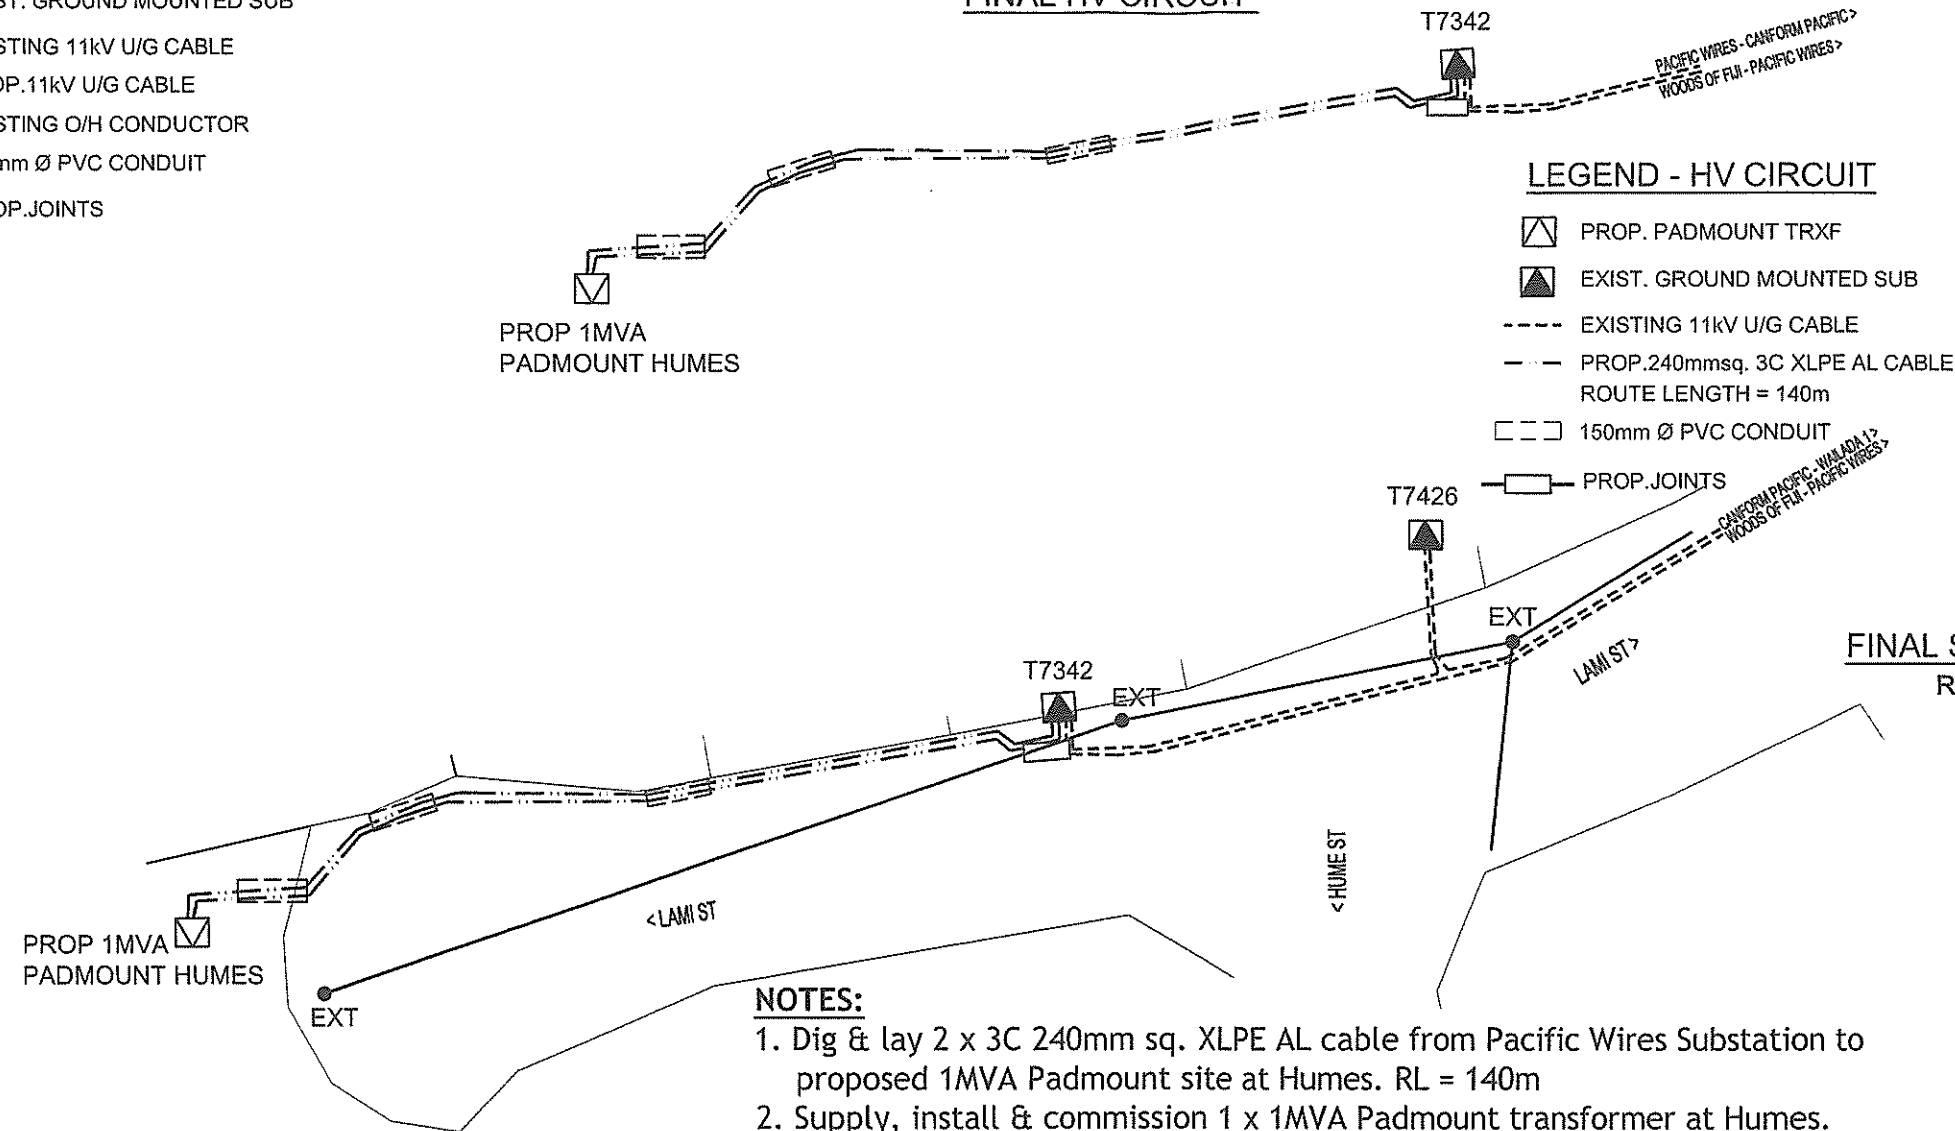 ST. GROUND MOUNTED SUB
STING 11kV U/G CABLE
OP.11kV U/G CABLE
STING O/H CONDUCTOR
mm Ø PVC CONDUIT
OP.JOINTS
FINAL HV CIRCUIT
T7342
PACIFIC WIRES - CANFORM PACIFIC >
WOODS OF FIJI - PACIFIC WIRES >
PROP 1MVA
PADMOUNT HUMES
LEGEND - HV CIRCUIT
PROP. PADMOUNT TRXF
EXIST. GROUND MOUNTED SUB
EXISTING 11kV U/G CABLE
PROP.240mmsq. 3C XLPE AL CABLE
ROUTE LENGTH = 140m
150mm Ø PVC CONDUIT
PROP.JOINTS
CANFORM PACIFIC - WAILADA 1 >
WOODS OF FIJI - PACIFIC WIRES >
T7426
EXT
LAMI ST >
FINAL S
R
T7342
EXT
< HUME ST
< LAMI ST
PROP 1MVA
PADMOUNT HUMES
EXT
NOTES:
1. Dig & lay 2 x 3C 240mm sq. XLPE AL cable from Pacific Wires Substation to
proposed 1MVA Padmount site at Humes. RL = 140m
2. Supply, install & commission 1 x 1MVA Padmount transformer at Humes.